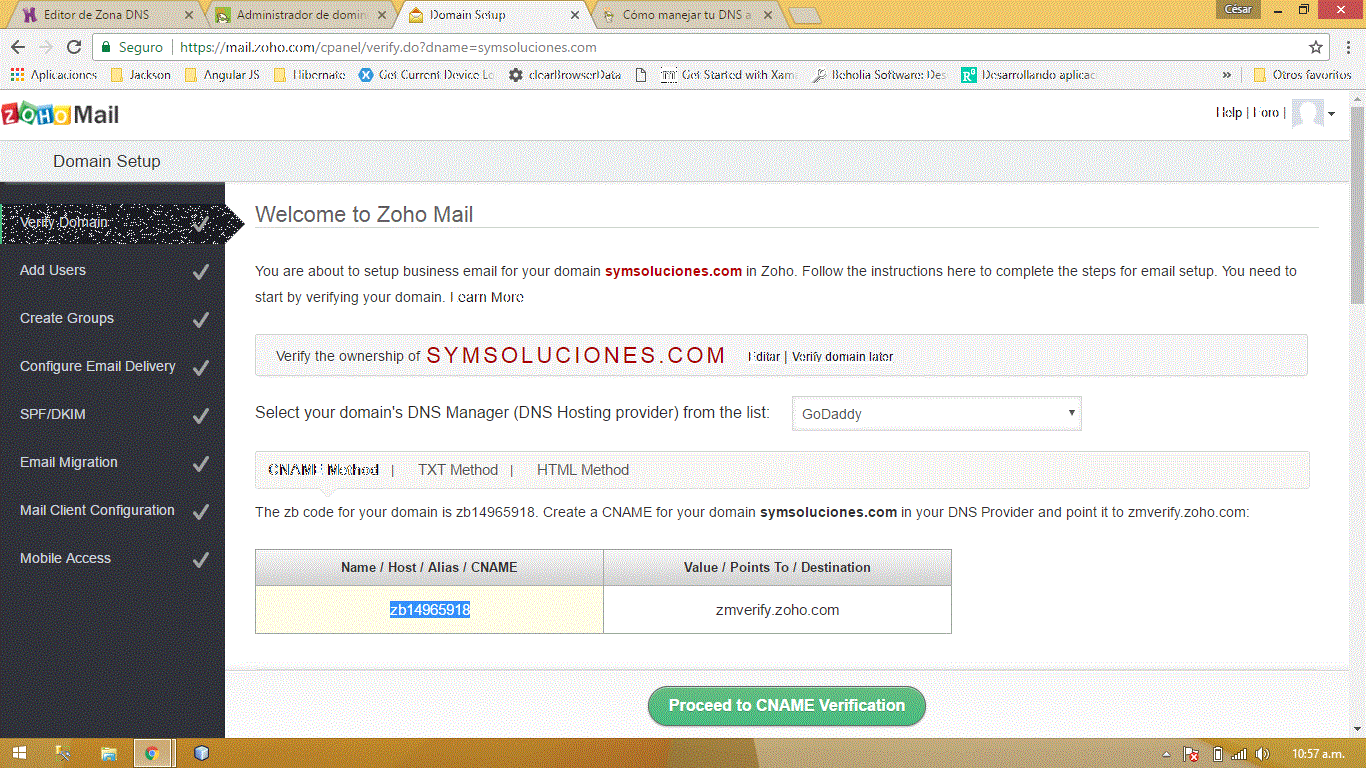 Editor de Zona DNS
Administrador de domin
Domain Setup
Cómo manejar tu DNS a
César
Seguro
https://mail.zoho.com/cpanel/verify.do?dname=symsoluciones.com
Aplicaciones
Jackson
Angular JS
Hibernate
Get Current Device Lo
clearBrowserData
Get Started with Xam
Beholia Software: Des
Desarrollando aplicac
»
Otros favoritos
ZOHO Mail
Help | Foro |
Domain Setup
Verify Domain
Add Users
Create Groups
Configure Email Delivery
SPF/DKIM
Email Migration
Mail Client Configuration
Mobile Access
Welcome to Zoho Mail
You are about to setup business email for your domain symsoluciones.com in Zoho. Follow the instructions here to complete the steps for email setup. You need to
start by verifying your domain. Learn More
Verify the ownership of SYMSOLUCIONES.COM Editar | Verify domain later
Select your domain's DNS Manager (DNS Hosting provider) from the list: GoDaddy
CNAME Method | TXT Method | HTML Method
The zb code for your domain is zb14965918. Create a CNAME for your domain symsoluciones.com in your DNS Provider and point it to zmverify.zoho.com:
Name / Host / Alias / CNAME
Value / Points To / Destination
zb14965918
zmverify.zoho.com
Proceed to CNAME Verification
10:57 a.m.